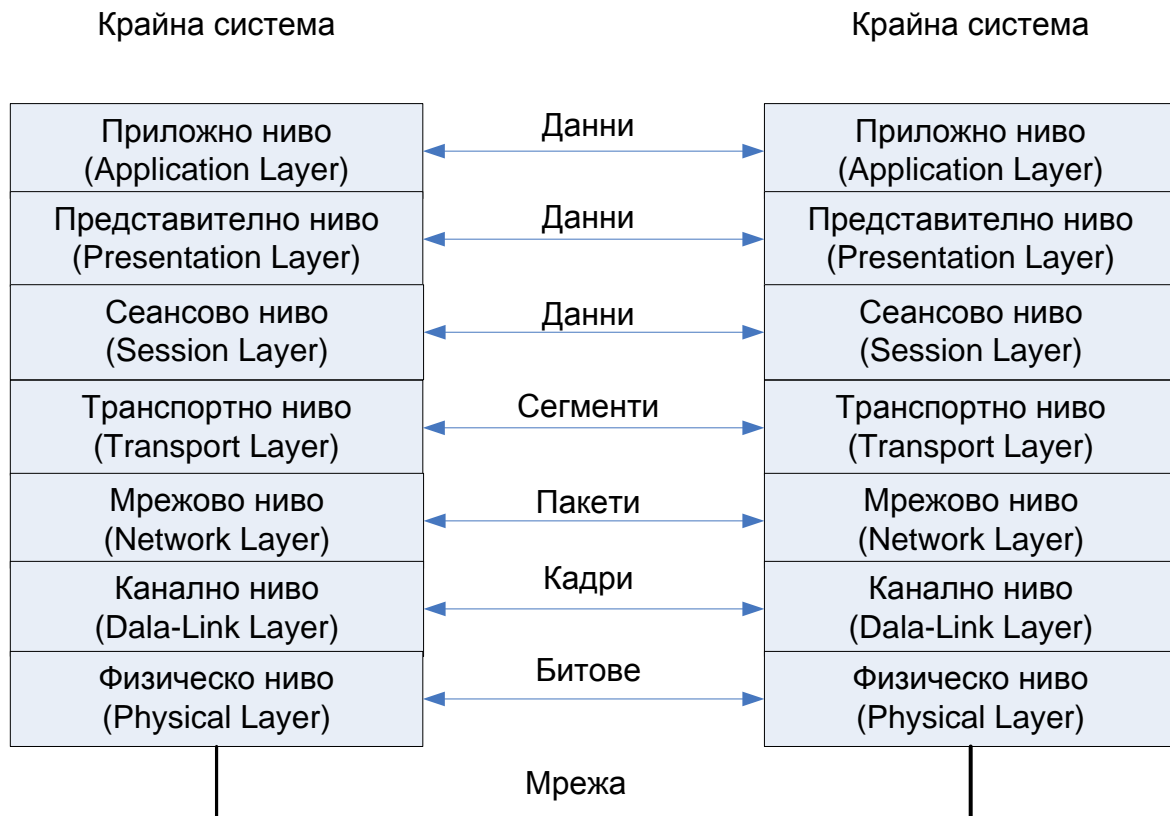 Крайна система
Крайна система
Приложно ниво
(Application Layer)
Данни
Приложно ниво
(Application Layer)
Представително ниво
(Presentation Layer)
Данни
Представително ниво
(Presentation Layer)
Сеансово ниво
(Session Layer)
Данни
Сеансово ниво
(Session Layer)
Транспортно ниво
(Transport Layer)
Сегменти
Транспортно ниво
(Transport Layer)
Мрежово ниво
(Network Layer)
Пакети
Мрежово ниво
(Network Layer)
Канално ниво
(Dala-Link Layer)
Кадри
Канално ниво
(Dala-Link Layer)
Физическо ниво
(Physical Layer)
Битове
Физическо ниво
(Physical Layer)
Мрежа